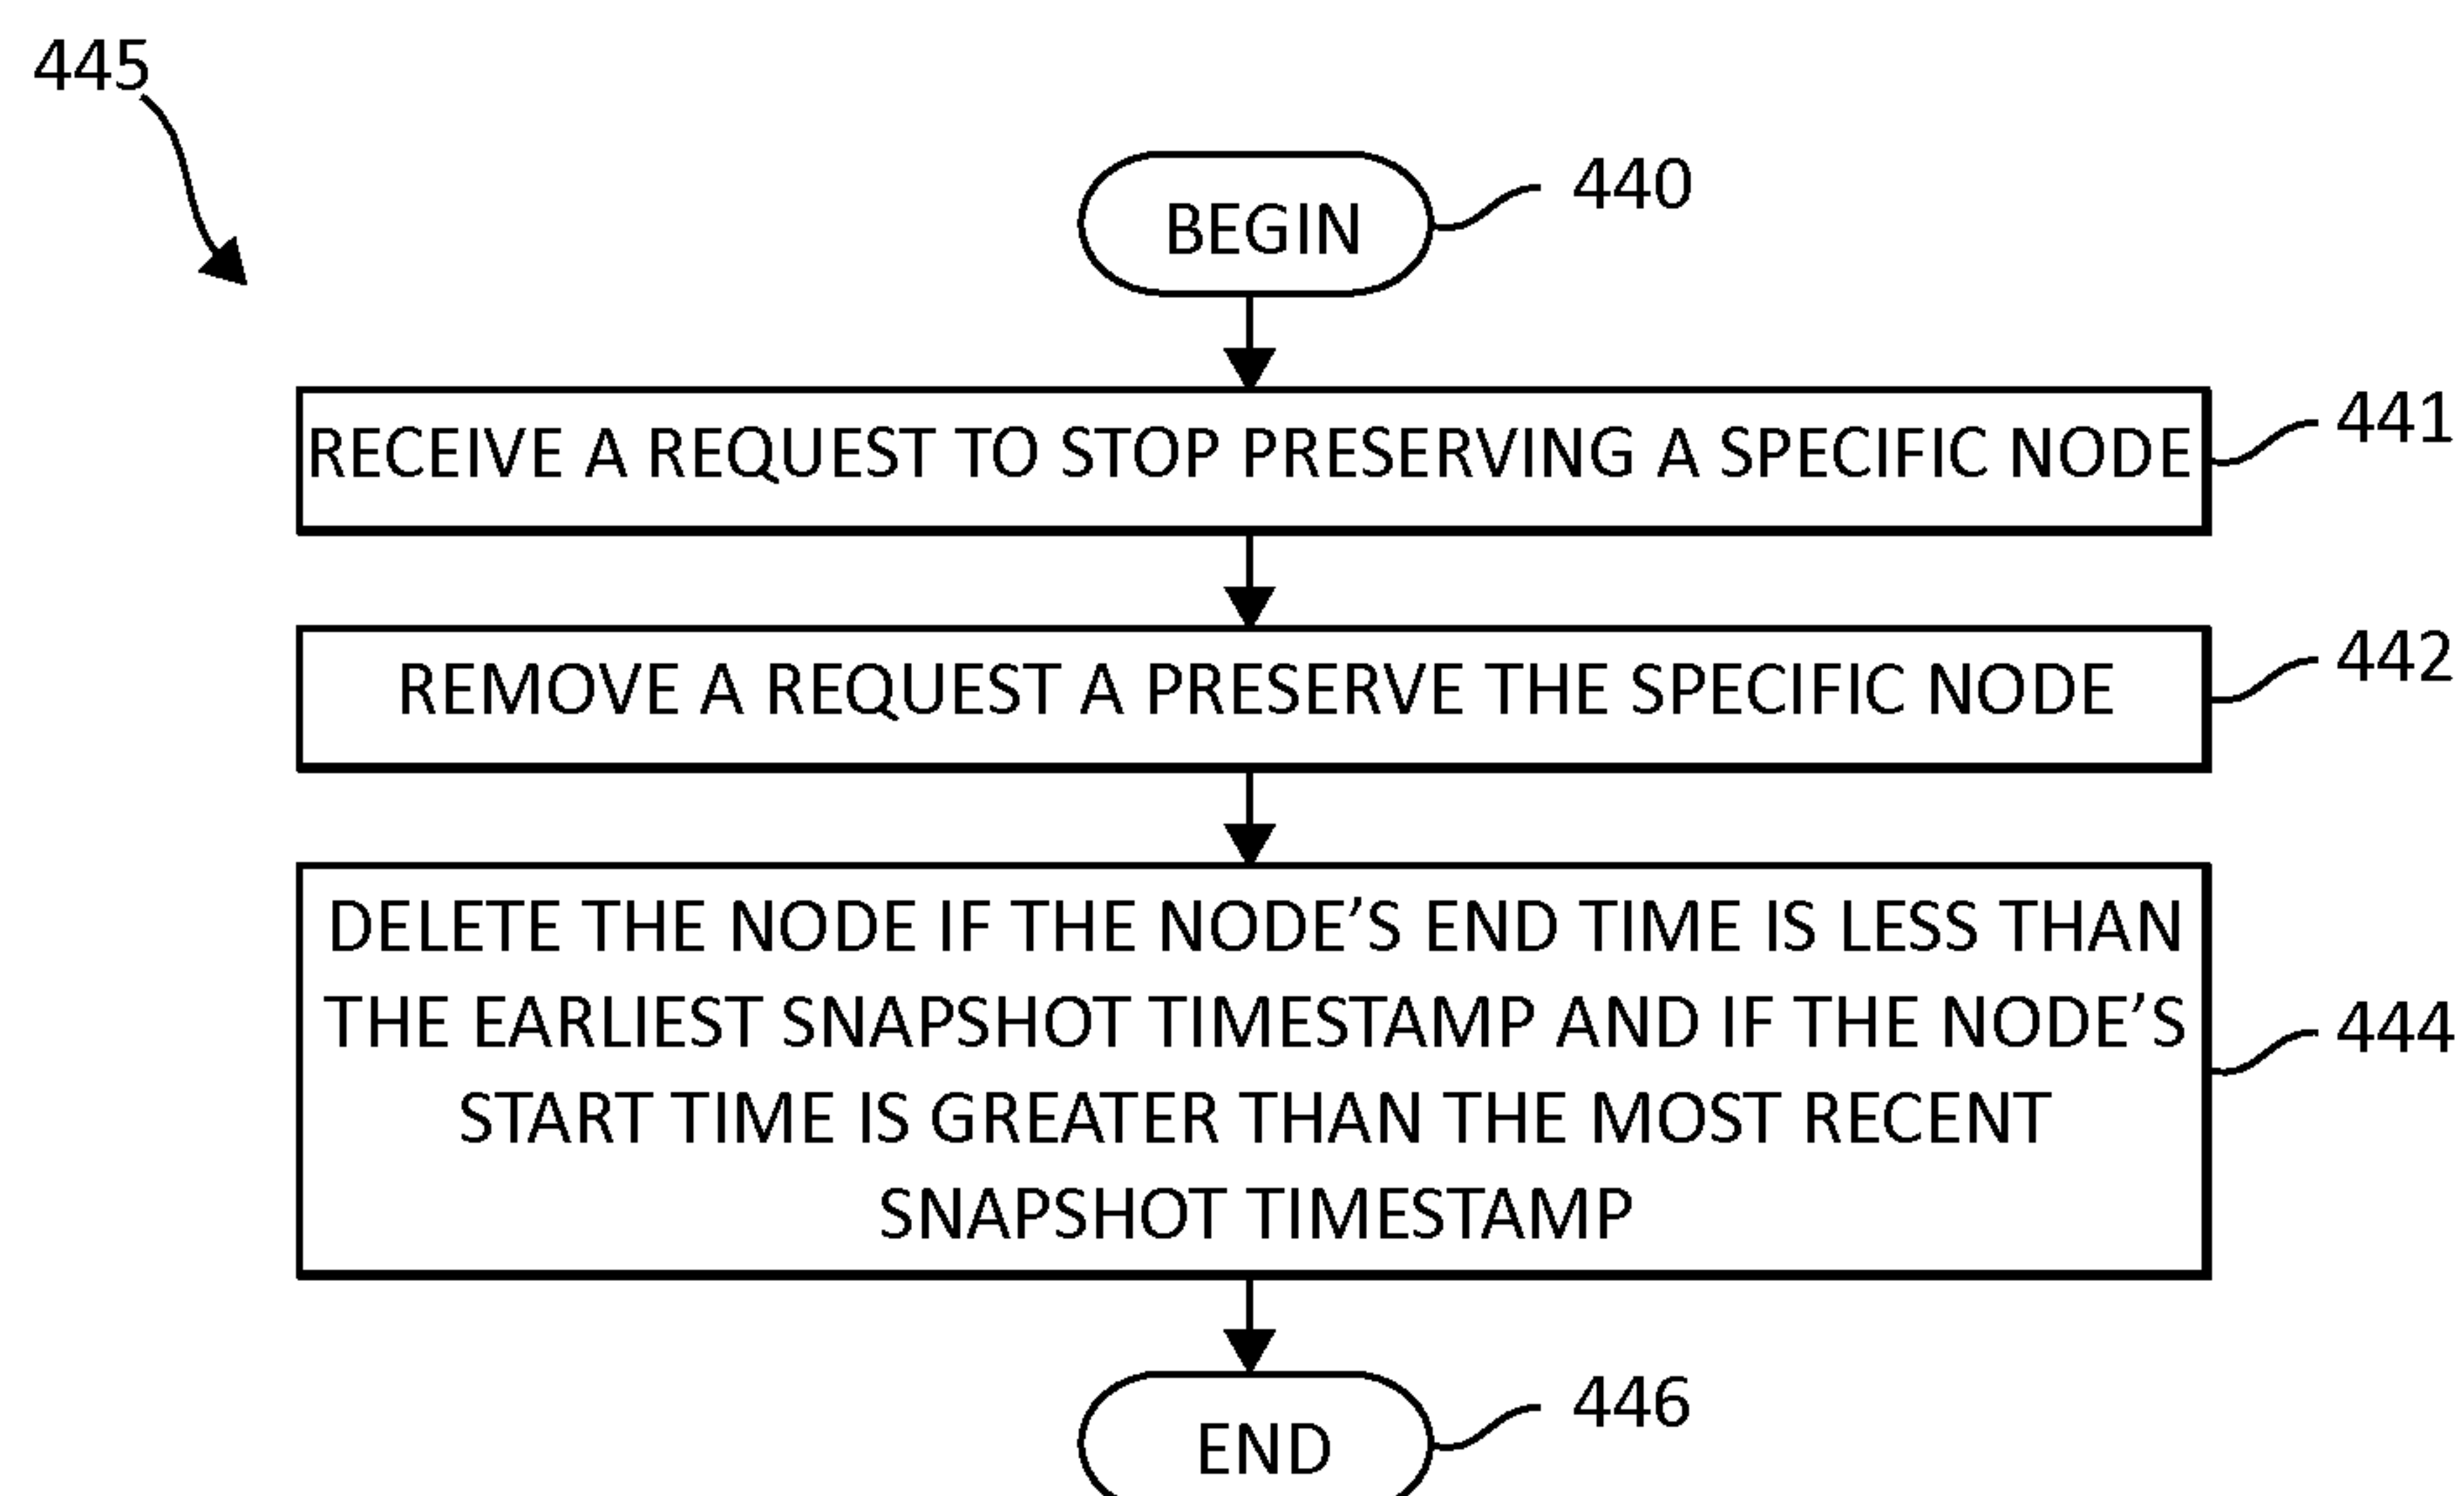 445
BEGIN
440
RECEIVE A REQUEST TO STOP PRESERVING A SPECIFIC NODE
441
REMOVE A REQUEST A PRESERVE THE SPECIFIC NODE
442
DELETE THE NODE IF THE NODE’S END TIME IS LESS THAN
THE EARLIEST SNAPSHOT TIMESTAMP AND IF THE NODE’S
START TIME IS GREATER THAN THE MOST RECENT
SNAPSHOT TIMESTAMP
444
END
446